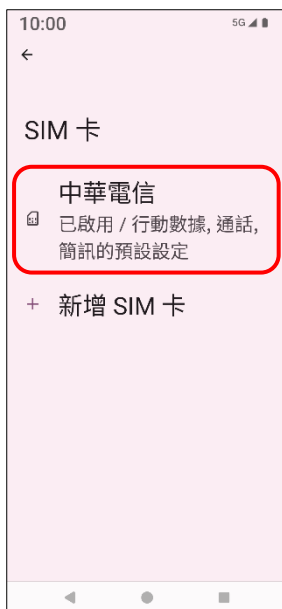 10:00 5G
SIM 卡
中華電信
已啟用 / 行動數據, 通話,
簡訊的預設設定
+ 新增 SIM 卡